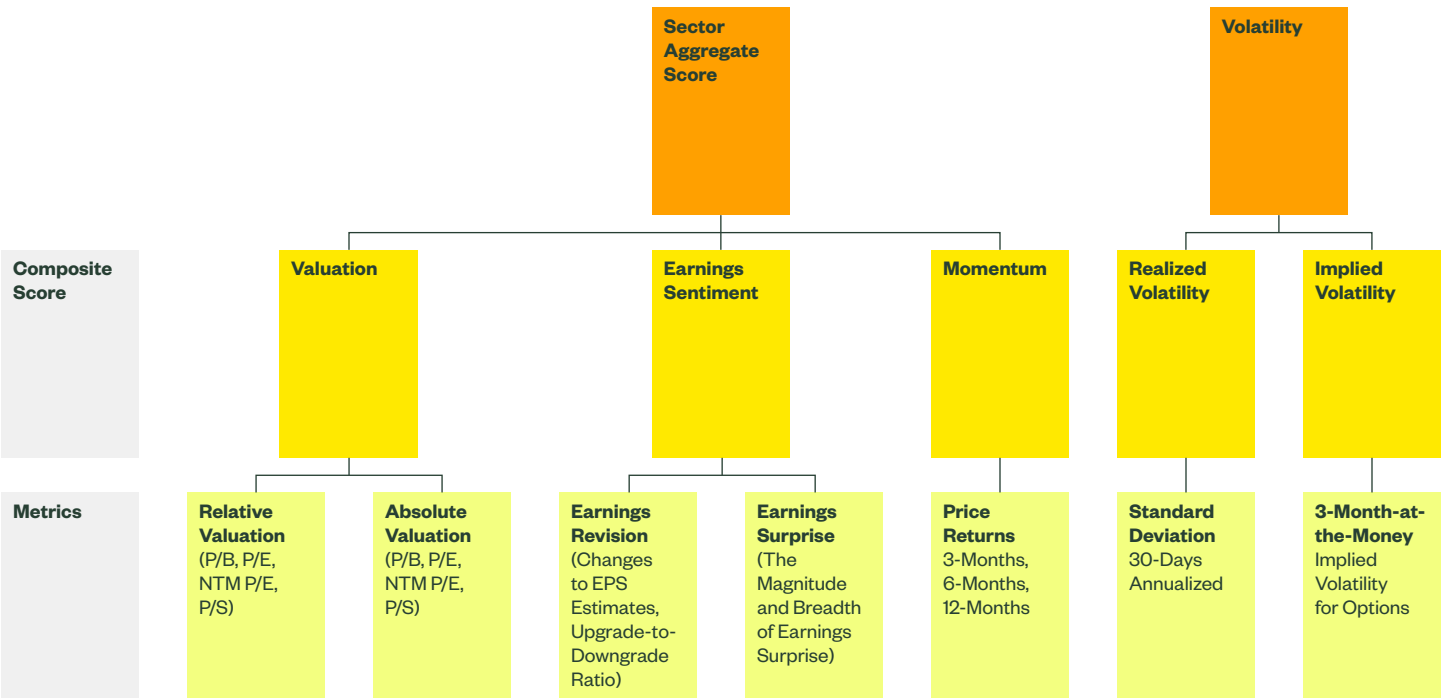 Sector
Aggregate
Score
Volatility
Composite
Score
Valuation
Earnings
Sentiment
Momentum
Realized
Volatility
Implied
Volatility
Metrics
Relative
Valuation
(P/B, P/E,
NTM P/E,
P/S)
Absolute
Valuation
(P/B, P/E,
NTM P/E,
P/S)
Earnings
Revision
(Changes
to EPS
Estimates,
Upgrade-to-
Downgrade
Ratio)
Earnings
Surprise
(The
Magnitude
and Breadth
of Earnings
Surprise)
Price
Returns
3-Months,
6-Months,
12-Months
Standard
Deviation
30-Days
Annualized
3-Month-at-
the-Money
Implied
Volatility
for Options